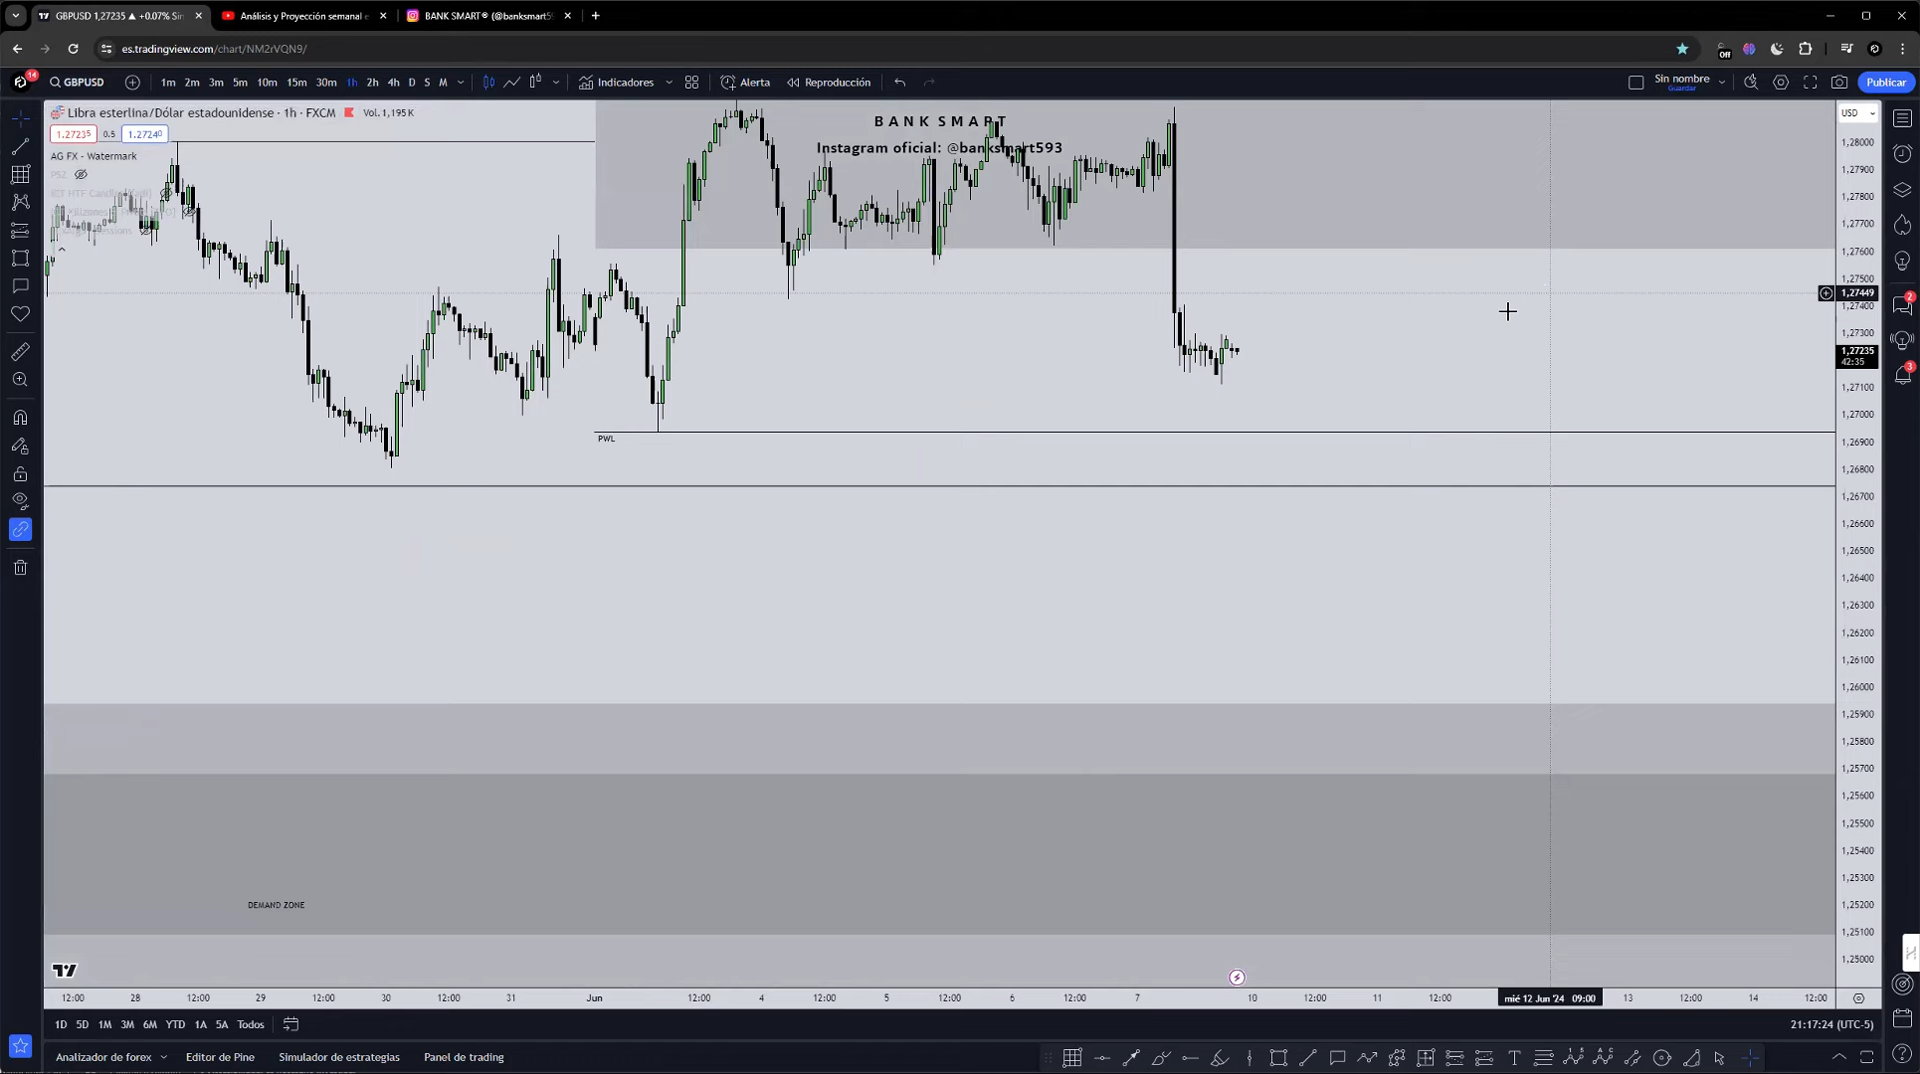 GBPUSD 1,27235 ▲ +0.07% Sin
Análisis y Proyección semanal e
BANK SMART® (@banksmart59
es.tradingview.com/chart/NM2rVQN9/
14
GBPUSD
1m 2m 3m 5m 10m 15m 30m 1h 2h 4h D S M
Indicadores
Alerta
Reproducción
Sin nombre
Guardar
Publicar
Off
Libra esterlina/Dólar estadounidense · 1h · FXCM
Vol. 1,195 K
1.27235
0.5
1.27240
AG FX - Watermark
PSZ
BANK SMART
Instagram oficial: @banksmart593
USD
1,28000
1,27900
1,27800
1,27700
1,27600
1,27500
1,27449
1,27400
1,27300
1,27235
42:35
1,27100
1,27000
1,26900
1,26800
1,26700
1,26600
1,26500
1,26400
1,26300
1,26200
1,26100
1,26000
1,25900
1,25800
1,25700
1,25600
1,25500
1,25400
1,25300
1,25200
1,25100
1,25000
2
3
PWL
DEMAND ZONE
12:00 28 12:00 29 12:00 30 12:00 31 12:00 Jun 12:00 4 12:00 5 12:00 6 12:00 7 10 12:00 11 12:00 mié 12 Jun '24 09:00 13 12:00 14 12:00
1D 5D 1M 3M 6M YTD 1A 5A Todos
21:17:24 (UTC-5)
Analizador de forex
Editor de Pine
Simulador de estrategias
Panel de trading